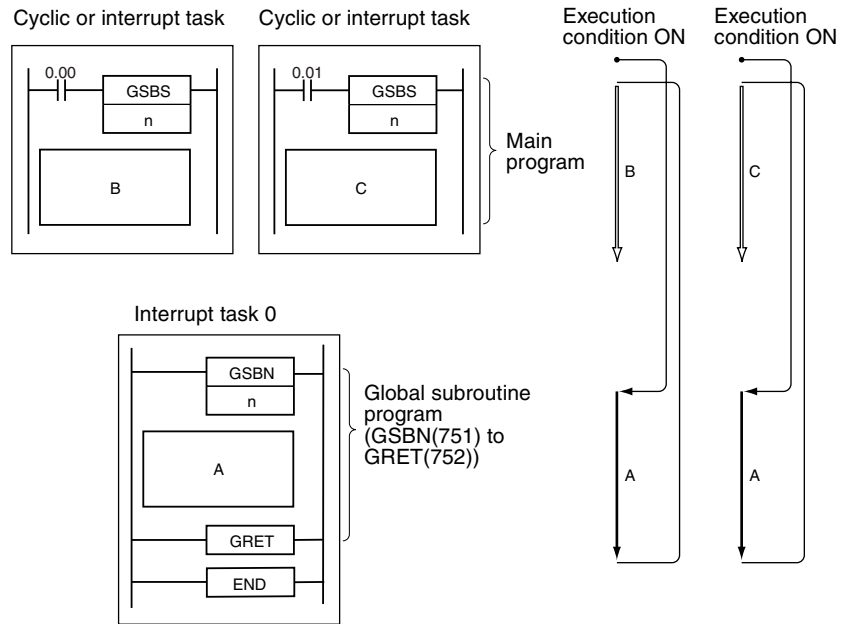 Cyclic or interrupt task
0.00
GSBS
n
B
Cyclic or interrupt task
0.01
GSBS
n
C
Main
program
Execution
condition ON
B
A
Execution
condition ON
C
A
Interrupt task 0
GSBN
n
A
GRET
END
Global subroutine
program
(GSBN(751) to
GRET(752))